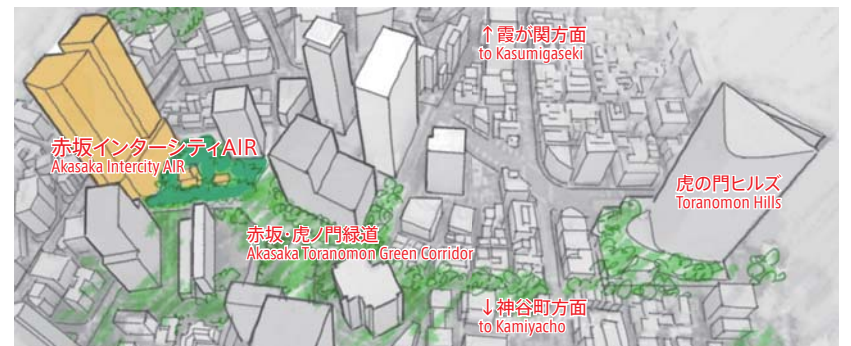 ↑霞が関方面
to Kasumigaseki
赤坂インターシティAIR
Akasaka Intercity AIR
虎の門ヒルズ
Toranomon Hills
赤坂・虎ノ門緑道
Akasaka Toranomon Green Corridor
↓神谷町方面
to Kamiyacho